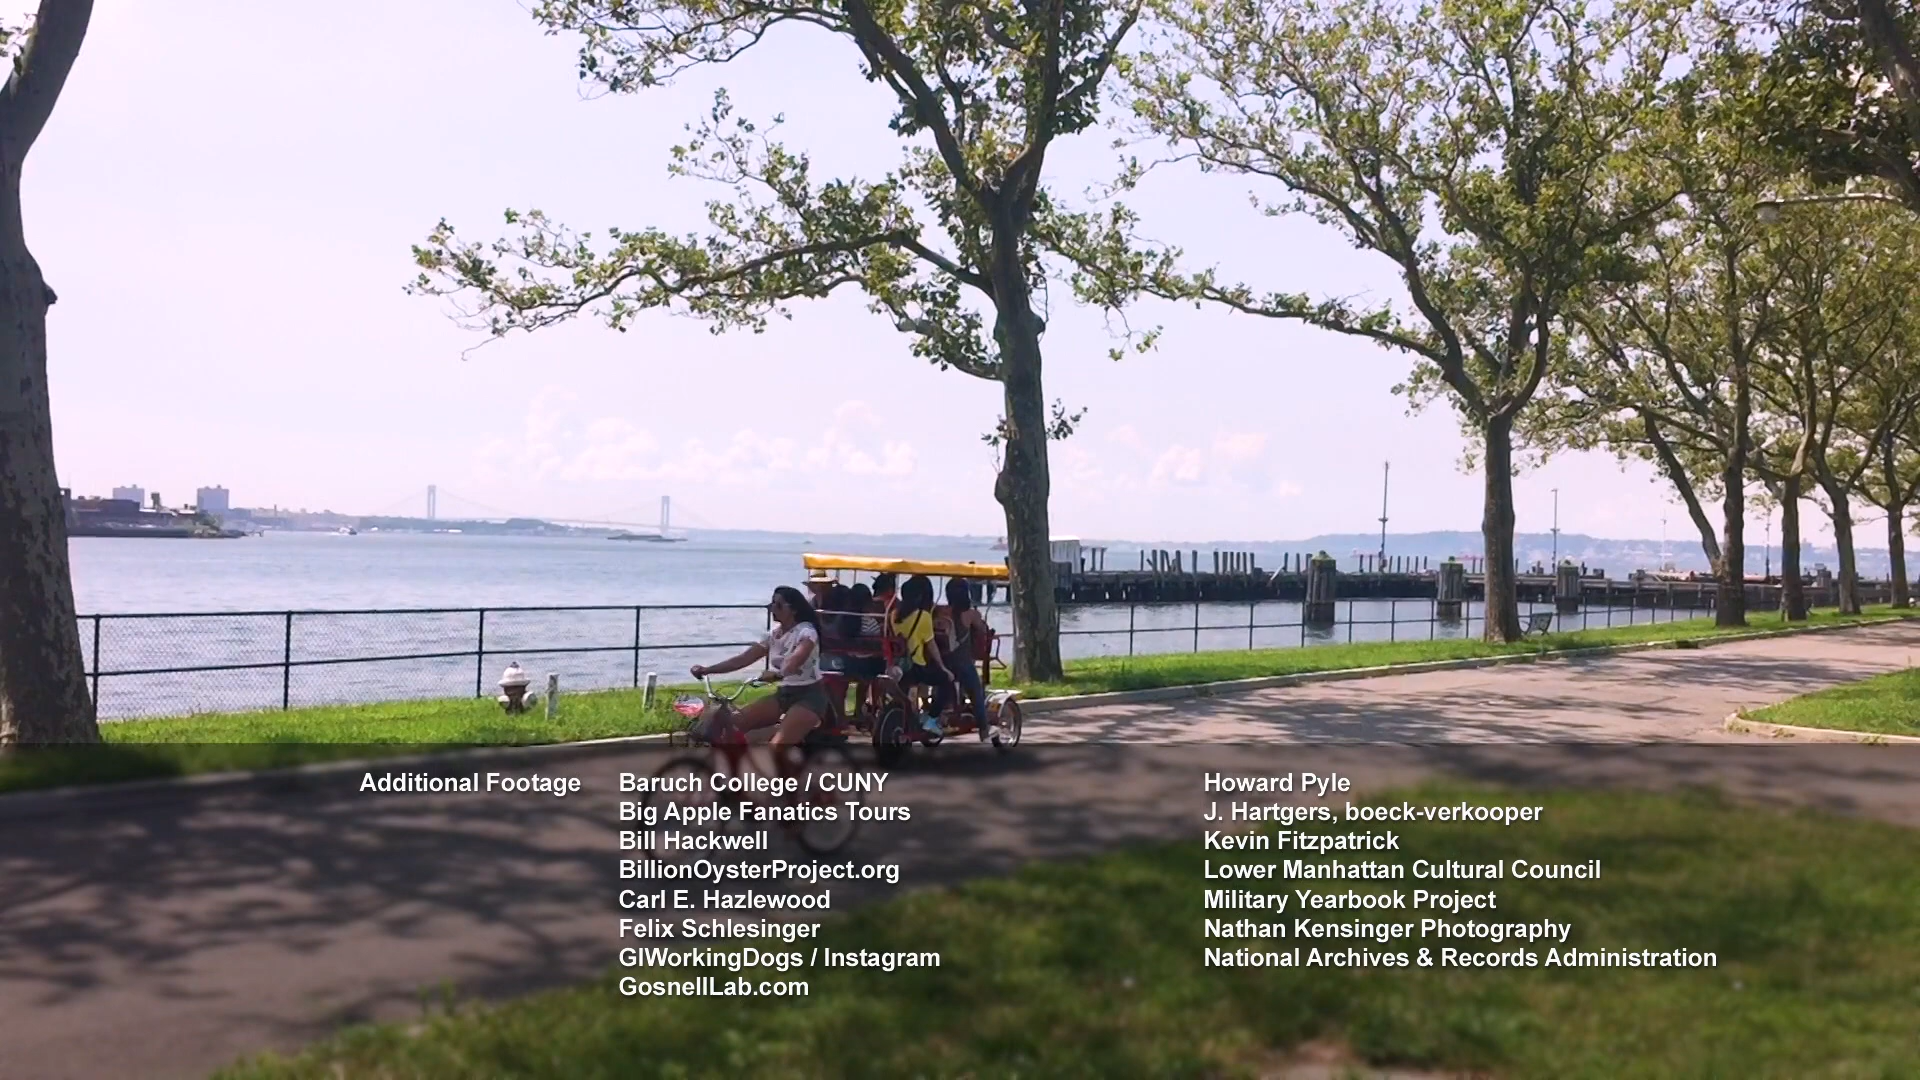 Additional Footage
Baruch College / CUNY
Big Apple Fanatics Tours
Bill Hackwell
BillionOysterProject.org
Carl E. Hazlewood
Felix Schlesinger
GIWorkingDogs / Instagram
GosnellLab.com
Howard Pyle
J. Hartgers, boeck-verkooper
Kevin Fitzpatrick
Lower Manhattan Cultural Council
Military Yearbook Project
Nathan Kensinger Photography
National Archives & Records Administration